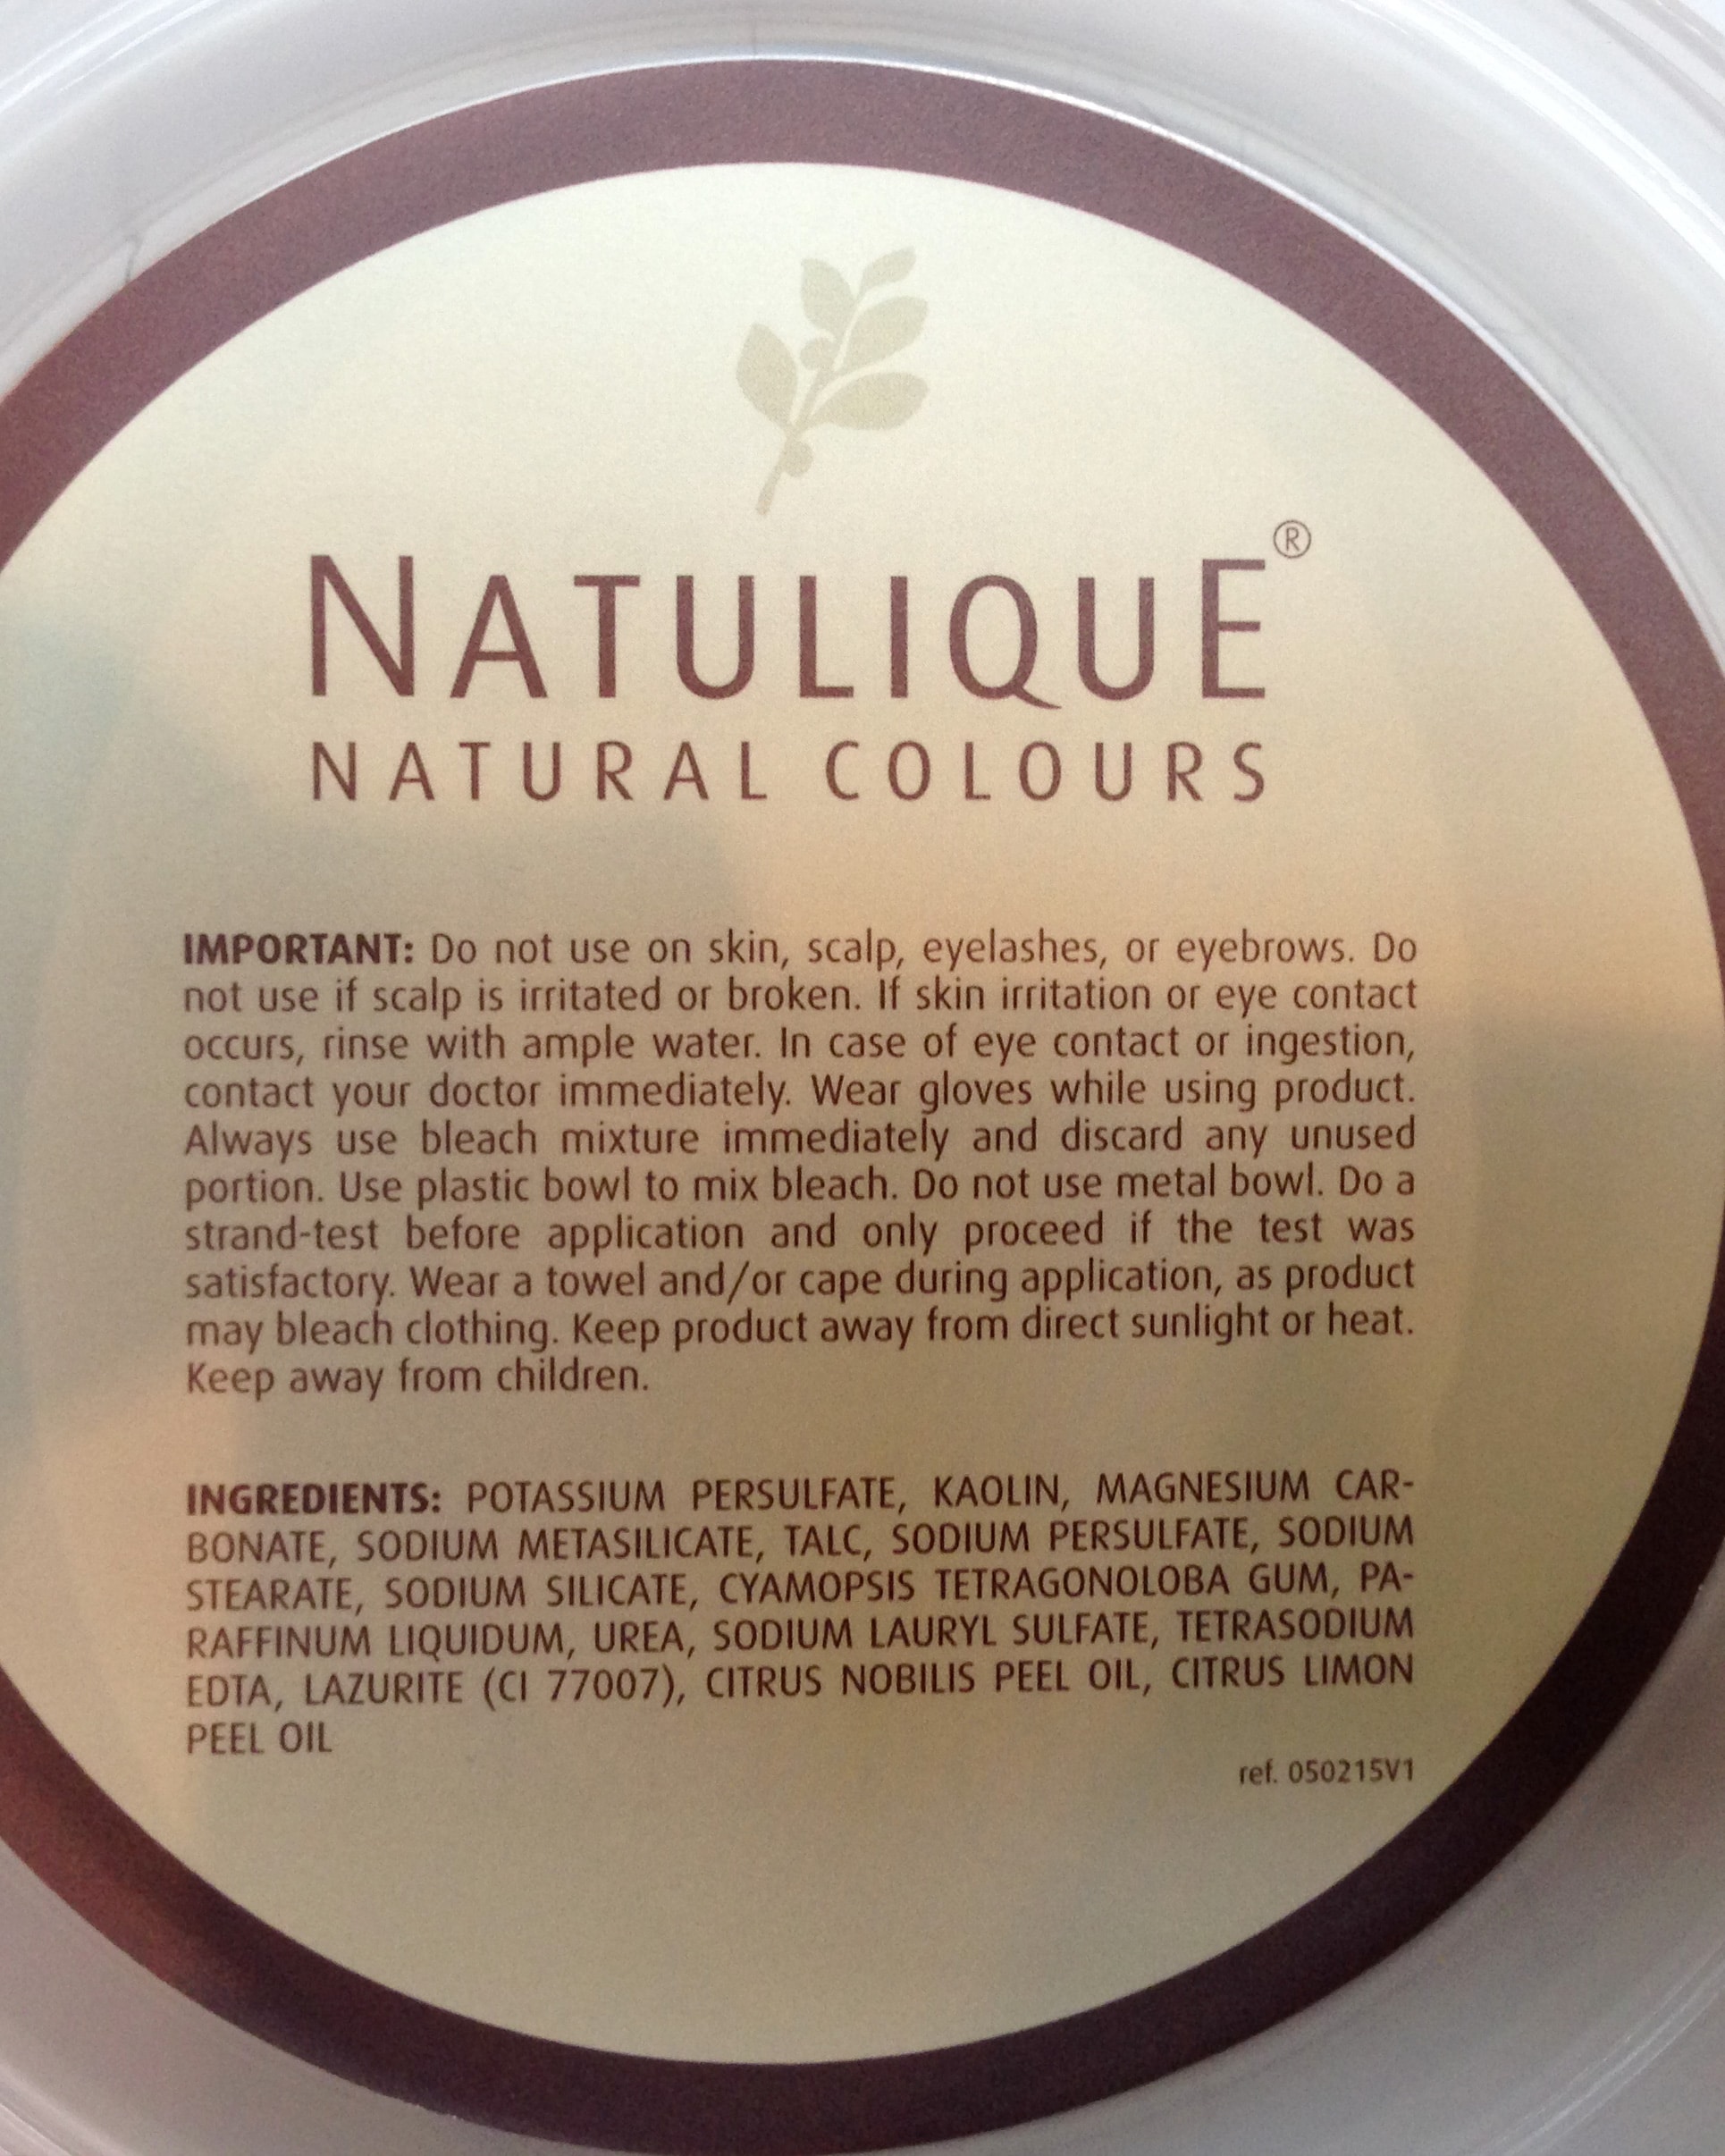 NATULIQUE®
NATURAL COLOURS
IMPORTANT: Do not use on skin, scalp, eyelashes, or eyebrows. Do
not use if scalp is irritated or broken. If skin irritation or eye contact
occurs, rinse with ample water. In case of eye contact or ingestion,
contact your doctor immediately. Wear gloves while using product.
Always use bleach mixture immediately and discard any unused
portion. Use plastic bowl to mix bleach. Do not use metal bowl. Do a
strand-test before application and only proceed if the test was
satisfactory. Wear a towel and/or cape during application, as product
may bleach clothing. Keep product away from direct sunlight or heat.
Keep away from children.
INGREDIENTS: POTASSIUM PERSULFATE, KAOLIN, MAGNESIUM CAR-
BONATE, SODIUM METASILICATE, TALC, SODIUM PERSULFATE, SODIUM
STEARATE, SODIUM SILICATE, CYAMOPSIS TETRAGONOLOBA GUM, PA-
RAFFINUM LIQUIDUM, UREA, SODIUM LAURYL SULFATE, TETRASODIUM
EDTA, LAZURITE (CI 77007), CITRUS NOBILIS PEEL OIL, CITRUS LIMON
PEEL OIL
ref. 050215V1